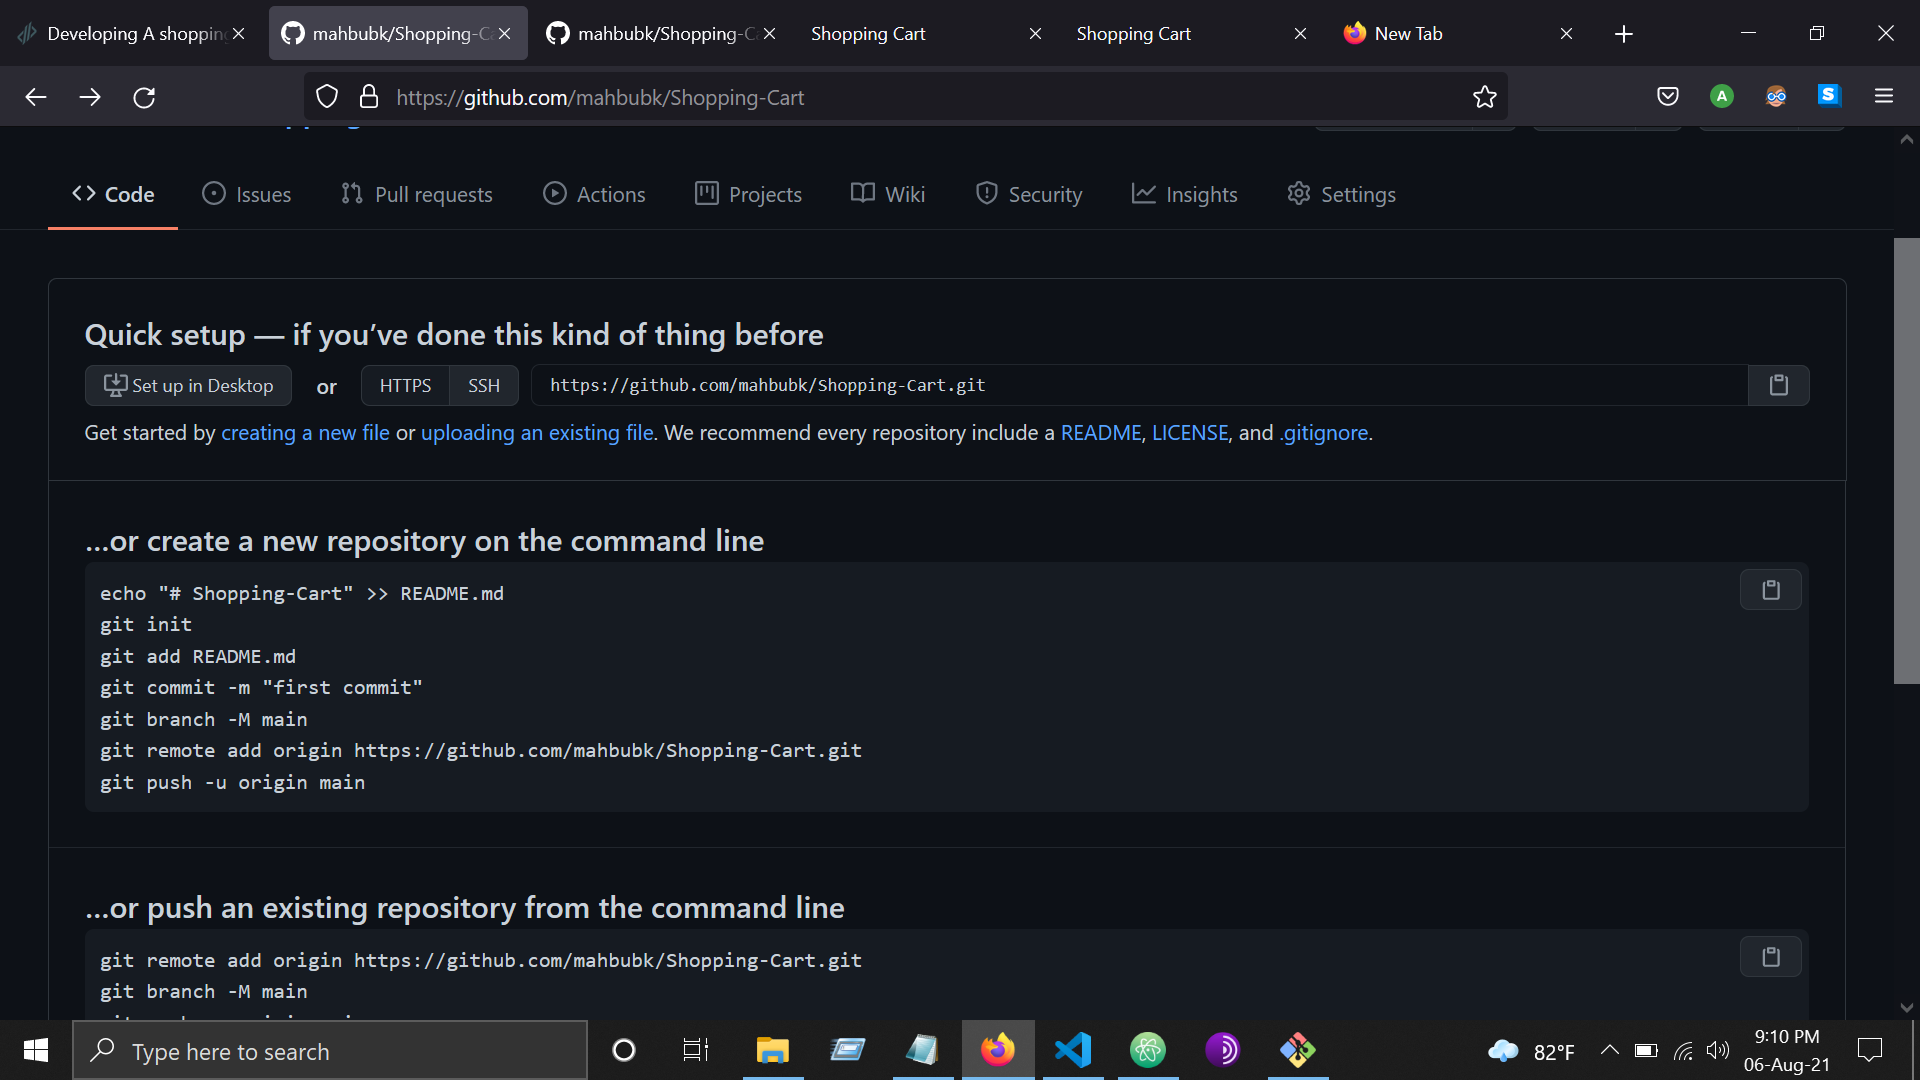 Developing A shopping
mahbubk/Shopping-Ca
mahbubk/Shopping-Ca
Shopping Cart
Shopping Cart
New Tab
https://github.com/mahbubk/Shopping-Cart
A
S
Code
Issues
Pull requests
Actions
Projects
Wiki
Security
Insights
Settings
Quick setup — if you’ve done this kind of thing before
Set up in Desktop
or
HTTPS
SSH
https://github.com/mahbubk/Shopping-Cart.git
Get started by creating a new file or uploading an existing file. We recommend every repository include a README, LICENSE, and .gitignore.
…or create a new repository on the command line
echo "# Shopping-Cart" >> README.md
git init
git add README.md
git commit -m "first commit"
git branch -M main
git remote add origin https://github.com/mahbubk/Shopping-Cart.git
git push -u origin main
…or push an existing repository from the command line
git remote add origin https://github.com/mahbubk/Shopping-Cart.git
git branch -M main
Type here to search
82°F
9:10 PM
06-Aug-21